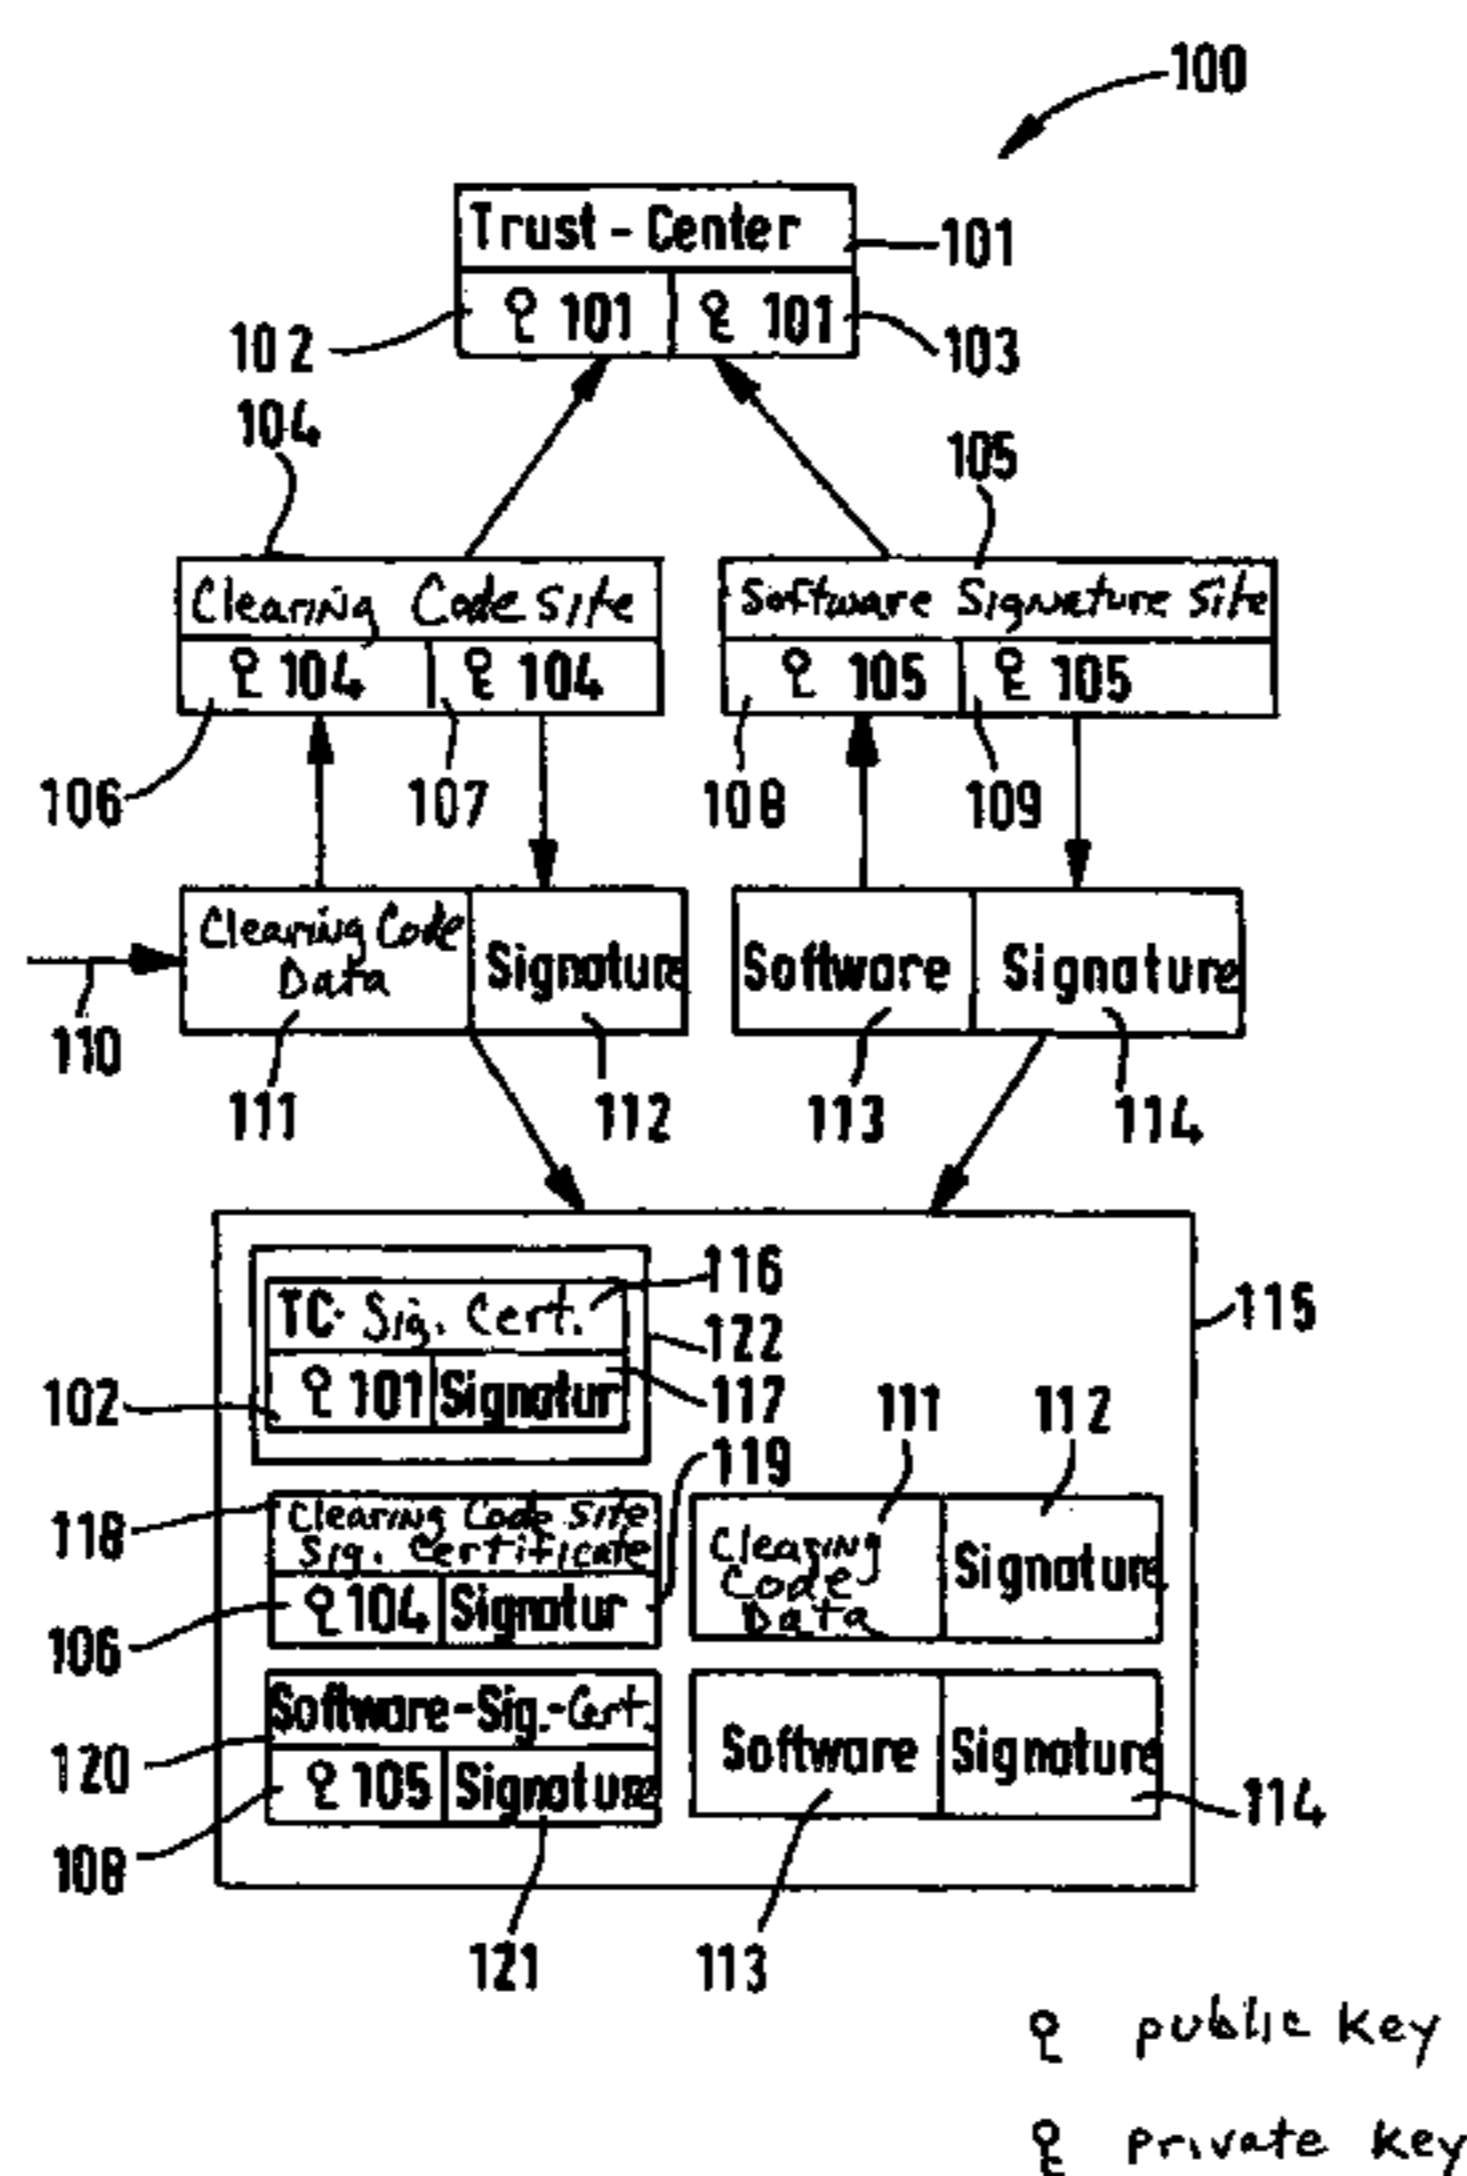 100
Trust - Center
101
101 101
102
103
104
105
Clearing Code Site
Software Signature Site
104 104
105 105
106
107
108
109
Clearing Code
Data
Signature
Software
Signature
110
111
112
113
114
116
TC. Sig. Cert.
115
122
101 Signatur
102
117
111
112
119
118
Clearing Code Site
Sig. Certificate
Clearing
Code
Data
Signature
104 Signatur
106
Software-Sig.-Cert.
Software
Signature
120
105 Signature
114
108
121
113
public key
private key